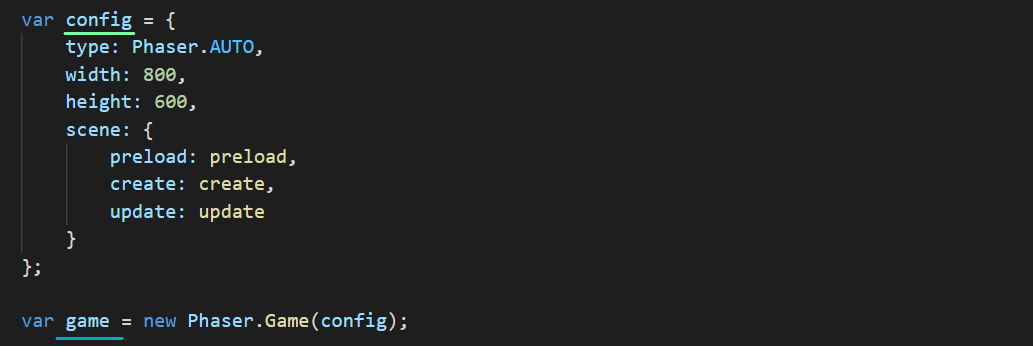 var config = {
    type: Phaser.AUTO,
    width: 800,
    height: 600,
    scene: {
        preload: preload,
        create: create,
        update: update
    }
};
var game = new Phaser.Game(config);